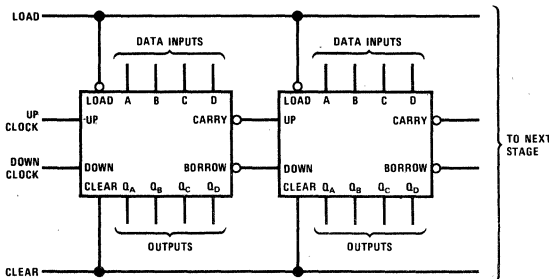 LOAD
DATA INPUTS
DATA INPUTS
LOAD A B C D
LOAD A B C D
UP
CLOCK
UP
CARRY
UP
CARRY
TO NEXT
STAGE
DOWN
CLOCK
DOWN
BORROW
DOWN
BORROW
CLEAR QA QB QC QD
CLEAR QA QB QC QD
OUTPUTS
OUTPUTS
CLEAR